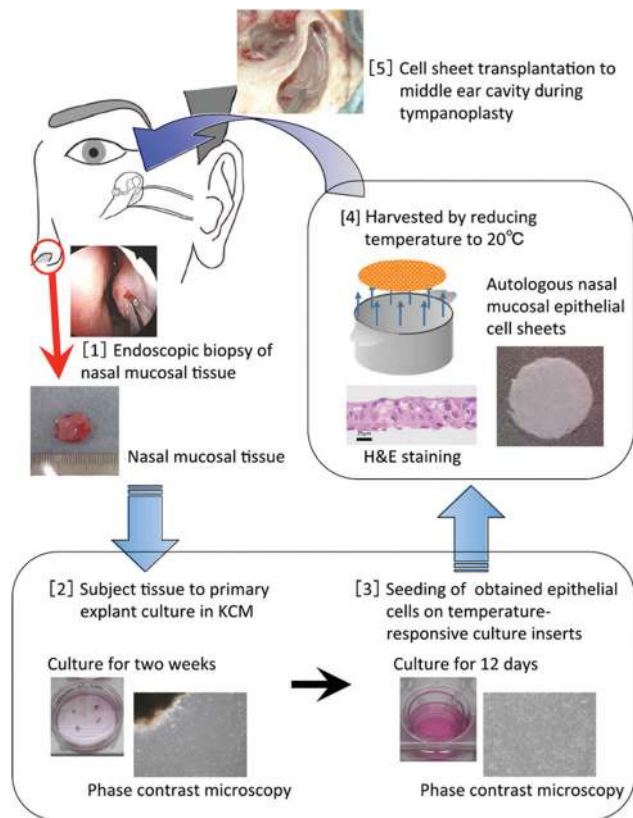 [5] Cell sheet transplantation to
middle ear cavity during
tympanoplasty
[4] Harvested by reducing
temperature to 20℃
Autologous nasal
mucosal epithelial
cell sheets
H&E staining
[1] Endoscopic biopsy of
nasal mucosal tissue
Nasal mucosal tissue
[2] Subject tissue to primary
explant culture in KCM
Culture for two weeks
Phase contrast microscopy
[3] Seeding of obtained epithelial
cells on temperature-
responsive culture inserts
Culture for 12 days
Phase contrast microscopy